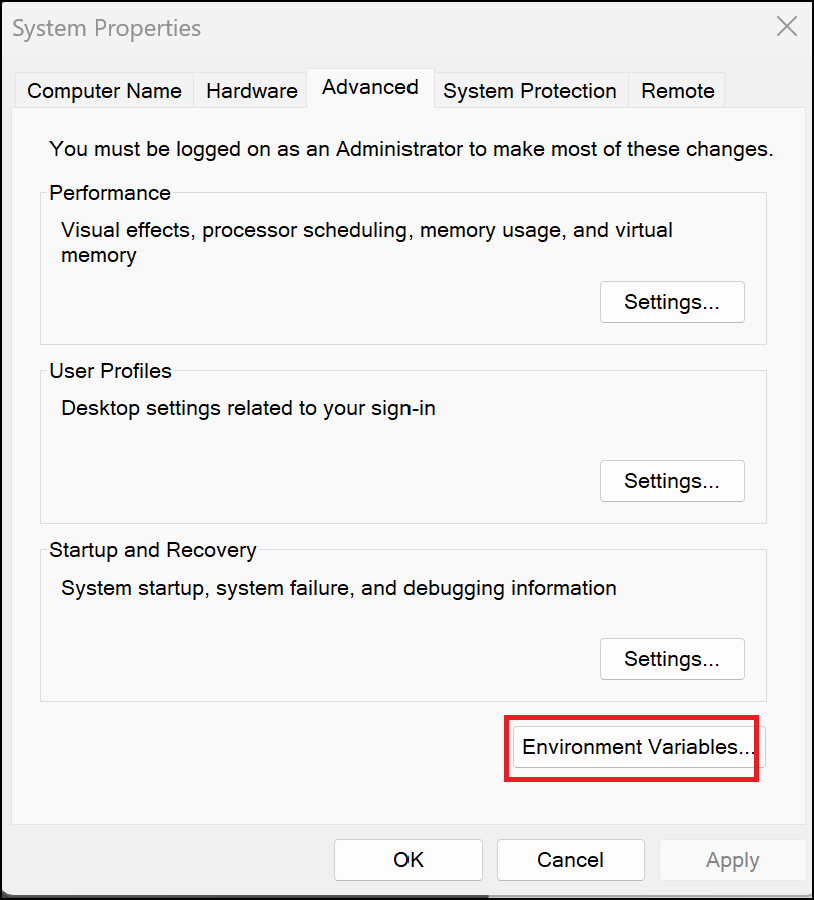 System Properties
Computer Name
Hardware
Advanced
System Protection
Remote
You must be logged on as an Administrator to make most of these changes.
Performance
Visual effects, processor scheduling, memory usage, and virtual
memory
Settings...
User Profiles
Desktop settings related to your sign-in
Settings...
Startup and Recovery
System startup, system failure, and debugging information
Settings...
Environment Variables...
OK
Cancel
Apply